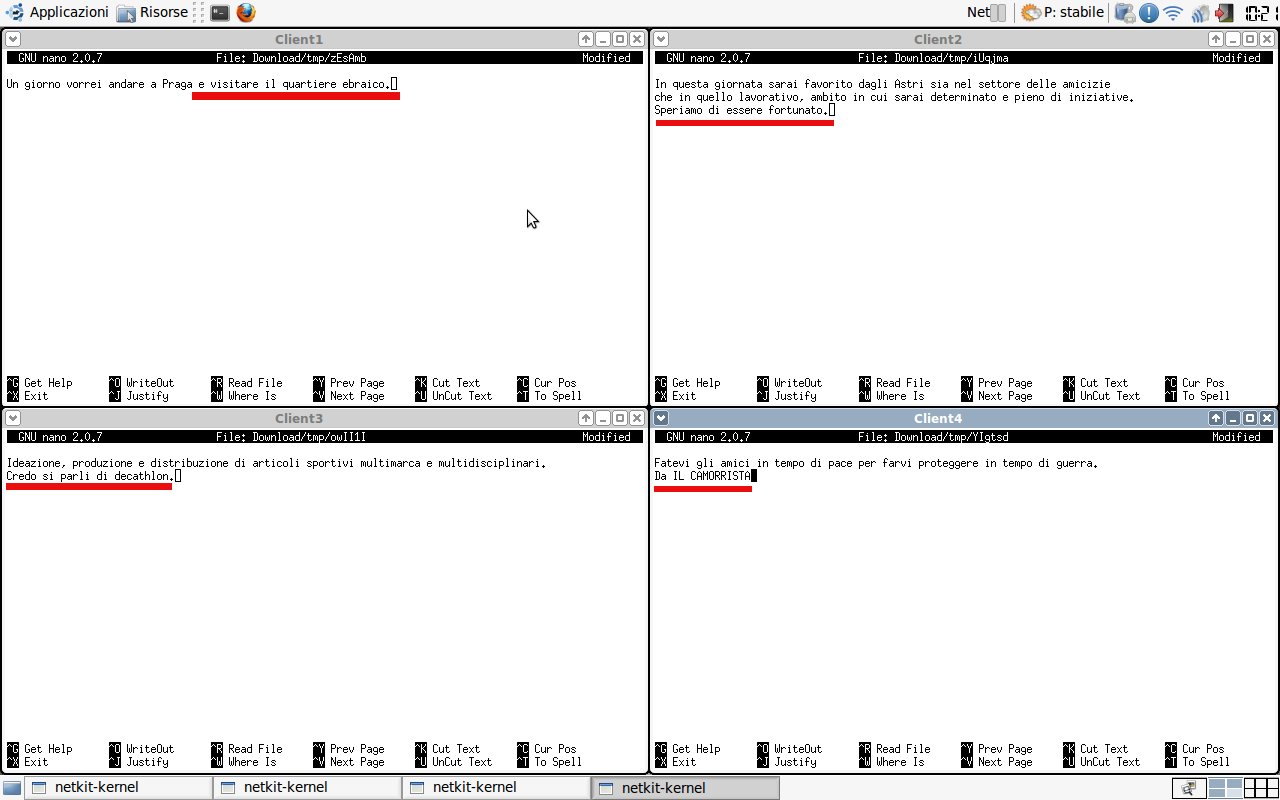 Applicazioni Risorse Net P: stabile 10:21
Client1
GNU nano 2.0.7 File: Download/tmp/zEsAmb Modified
Un giorno vorrei andare a Praga e visitare il quartiere ebraico.
^G Get Help ^O WriteOut ^R Read File ^Y Prev Page ^K Cut Text ^C Cur Pos
^X Exit ^J Justify ^W Where Is ^V Next Page ^U UnCut Text ^T To Spell
Client2
GNU nano 2.0.7 File: Download/tmp/iUqjma Modified
In questa giornata sarai favorito dagli Astri sia nel settore delle amicizie
che in quello lavorativo, ambito in cui sarai determinato e pieno di iniziative.
Speriamo di essere fortunato.
^G Get Help ^O WriteOut ^R Read File ^Y Prev Page ^K Cut Text ^C Cur Pos
^X Exit ^J Justify ^W Where Is ^V Next Page ^U UnCut Text ^T To Spell
Client3
GNU nano 2.0.7 File: Download/tmp/owII1I Modified
Ideazione, produzione e distribuzione di articoli sportivi multimarca e multidisciplinari.
Credo si parli di decathlon.
^G Get Help ^O WriteOut ^R Read File ^Y Prev Page ^K Cut Text ^C Cur Pos
^X Exit ^J Justify ^W Where Is ^V Next Page ^U UnCut Text ^T To Spell
Client4
GNU nano 2.0.7 File: Download/tmp/YIgtsd Modified
Fatevi gli amici in tempo di pace per farvi proteggere in tempo di guerra.
Da IL CAMORRISTA
^G Get Help ^O WriteOut ^R Read File ^Y Prev Page ^K Cut Text ^C Cur Pos
^X Exit ^J Justify ^W Where Is ^V Next Page ^U UnCut Text ^T To Spell
netkit-kernel netkit-kernel netkit-kernel netkit-kernel